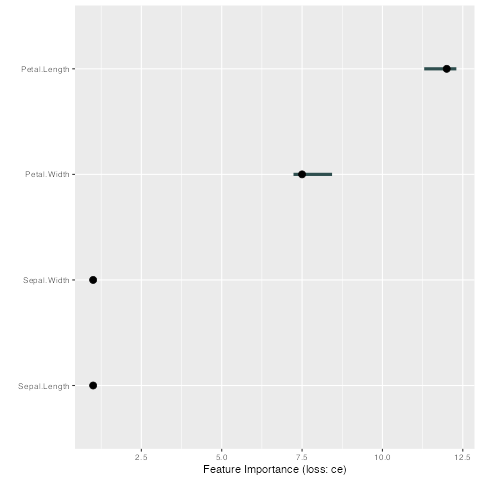 Petal.Length
Petal.Width
Sepal.Width
Sepal.Length
2.5 5.0 7.5 10.0 12.5
Feature Importance (loss: ce)